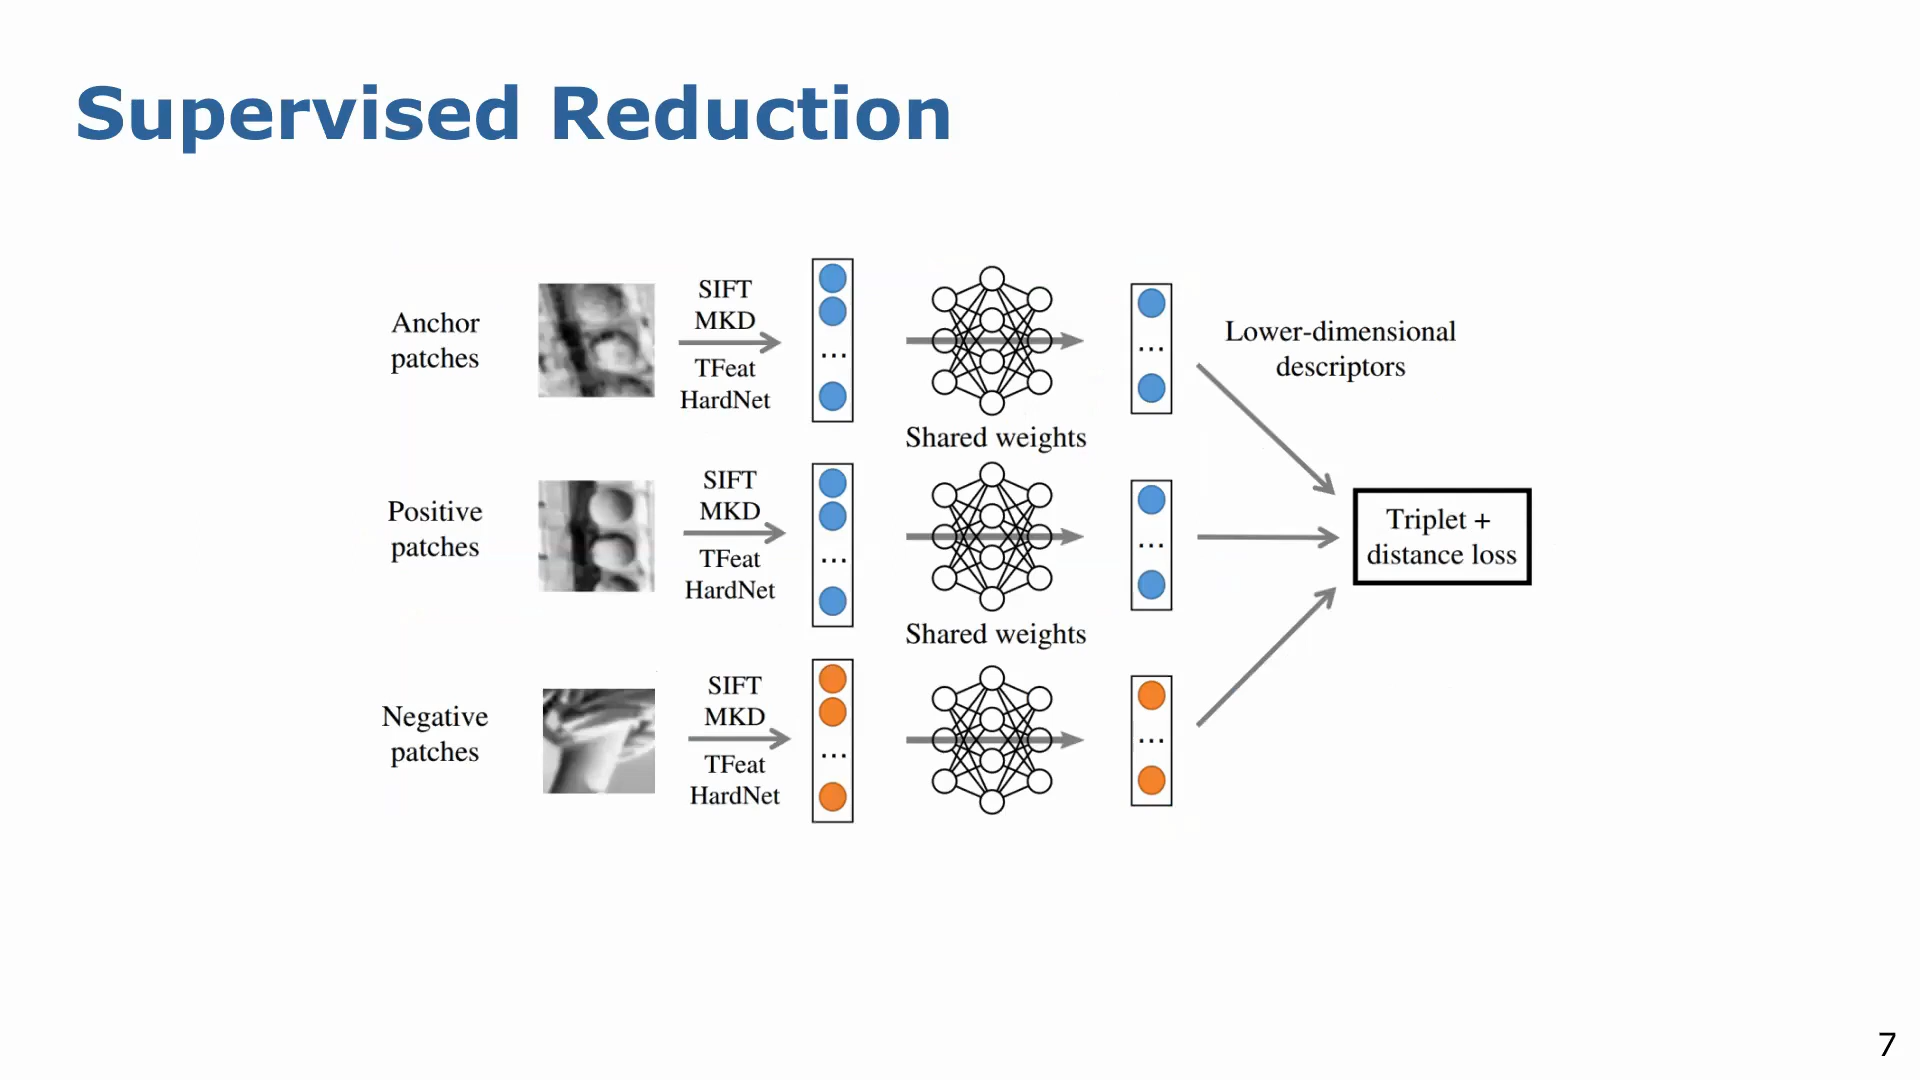 Supervised Reduction
Anchor
patches
SIFT
MKD
TFeat
HardNet
...
Shared weights
...
Lower-dimensional
descriptors
Positive
patches
SIFT
MKD
TFeat
HardNet
...
Shared weights
...
Triplet +
distance loss
Negative
patches
SIFT
MKD
TFeat
HardNet
...
...
7